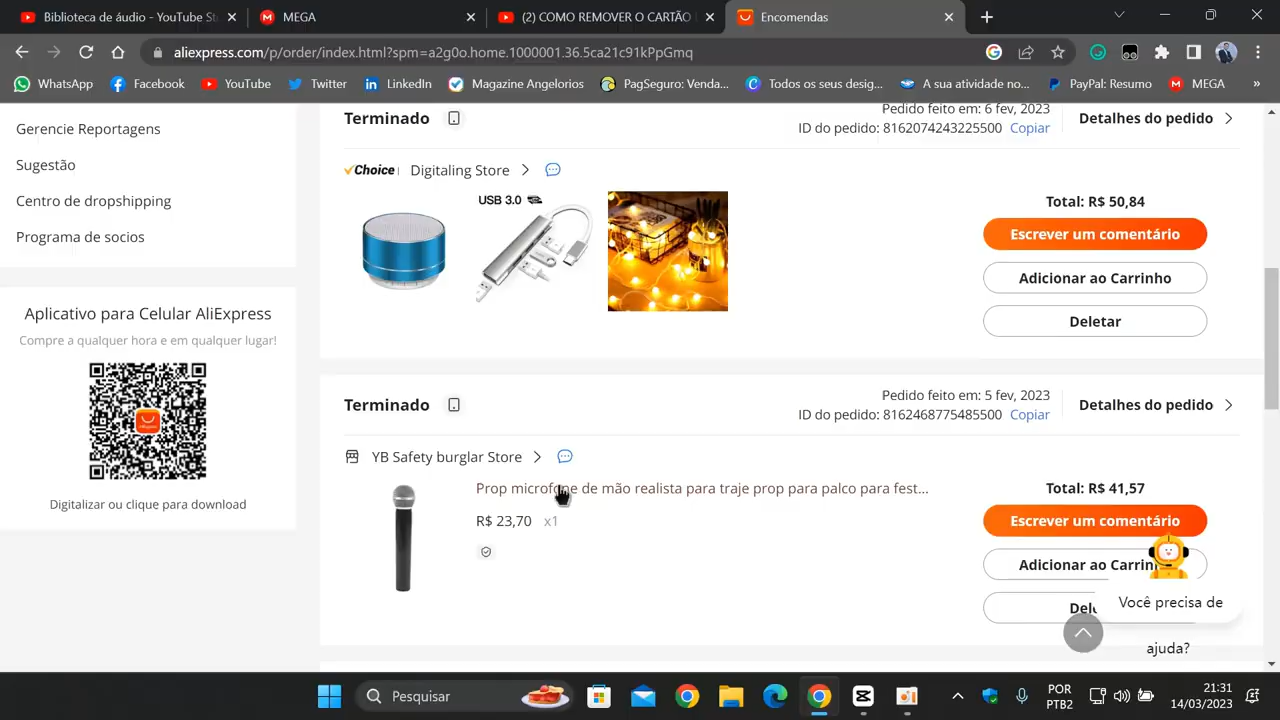 Biblioteca de áudio - YouTube St
MEGA
(2) COMO REMOVER O CARTÃO
Encomendas
aliexpress.com/p/order/index.html?spm=a2g0o.home.1000001.36.5ca21c91kPpGmq
WhatsApp
Facebook
YouTube
Twitter
LinkedIn
Magazine Angelorios
PagSeguro: Venda...
Todos os seus desig...
A sua atividade no...
PayPal: Resumo
MEGA
»
Gerencie Reportagens
Sugestão
Centro de dropshipping
Programa de socios
Aplicativo para Celular AliExpress
Compre a qualquer hora e em qualquer lugar!
AliExpress
Digitalizar ou clique para download
Terminado
Pedido feito em: 6 fev, 2023
ID do pedido: 8162074243225500 Copiar
Detalhes do pedido
Choice
Digitaling Store
USB 3.0
Total: R$ 50,84
Escrever um comentário
Adicionar ao Carrinho
Deletar
Terminado
Pedido feito em: 5 fev, 2023
ID do pedido: 8162468775485500 Copiar
Detalhes do pedido
YB Safety burglar Store
Prop microfone de mão realista para traje prop para palco para fest...
R$ 23,70 x1
Total: R$ 41,57
Escrever um comentário
Adicionar ao Carrin
Del
Você precisa de
ajuda?
Pesquisar
POR
PTB2
21:31
14/03/2023